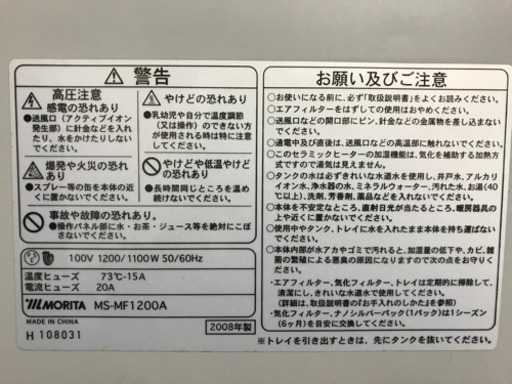 ⚠警告
高圧注意
感電の恐れあり
●送風口（アクティブイオン
発生部）に針金などを入れ
たり、水をかけたりしない
でください。
爆発や火災の恐れ
あり
●スプレー等の缶を本体の近
くに置かないでください。
やけどの恐れあり
●乳幼児や自分で温度調節
（又は操作）のできない方
が使用される時は特にご注
意ください。
やけどや低温やけど
の恐れあり
●長時間同じところを温め
続けないでください。
事故や故障の恐れあり。
●操作パネル部に水・お茶・ジュース等を絶対にこぼ
さないでください。
100V 1200/1100W 50/60Hz
温度ヒューズ 73℃-15A
電流ヒューズ 20A
MORITA MS-MF1200A
MADE IN CHINA
2008年製
H 108031
お願い及びご注意
○お使いになる前に、必ず「取扱説明書」をよくお読みください。
○エアフィルターをはずしての使用はおやめください。
○送風口などの開口部にピン、針金などの金属物を差し込まない
でください。
○通電中及び直後は、送風口などの高温部に触れないでください。
○このセラミックヒーターの加湿機能は、気化を補助する加熱方
式ですので湯気は見えません。
○タンクの水は必ずきれいな水道水を使用し、井戸水、アルカリ
イオン水、浄水器の水、ミネラルウォーター、汚れた水、お湯(40
℃以上)、洗剤、芳香剤、薬品などを入れないでください。
○本体を不安定なところ、直射日光が当たるところ、暖房器具の
上や近くに置かないでください。
○使用中やタンク、トレイに水を入れたまま本体を持ち運ばない
でください。
○本体内部が水アカやゴミで汚れると、加湿量の低下や、カビ、雑
菌の繁殖による悪臭の原因になりますので次の点をお守りくだ
さい。
・エアフィルター、気化フィルター、トレイは定期的に掃除して、
清潔にし、きれいな水道水で使用してください。
（詳細は、取扱説明書の「お手入れのしかた」を参照）
・気化フィルター、ナノシルバーパック(1パック)は1シーズン
(6ヶ月)を目安に交換してください。
※トレイを引き出すときは、先にタンクを抜いてください。